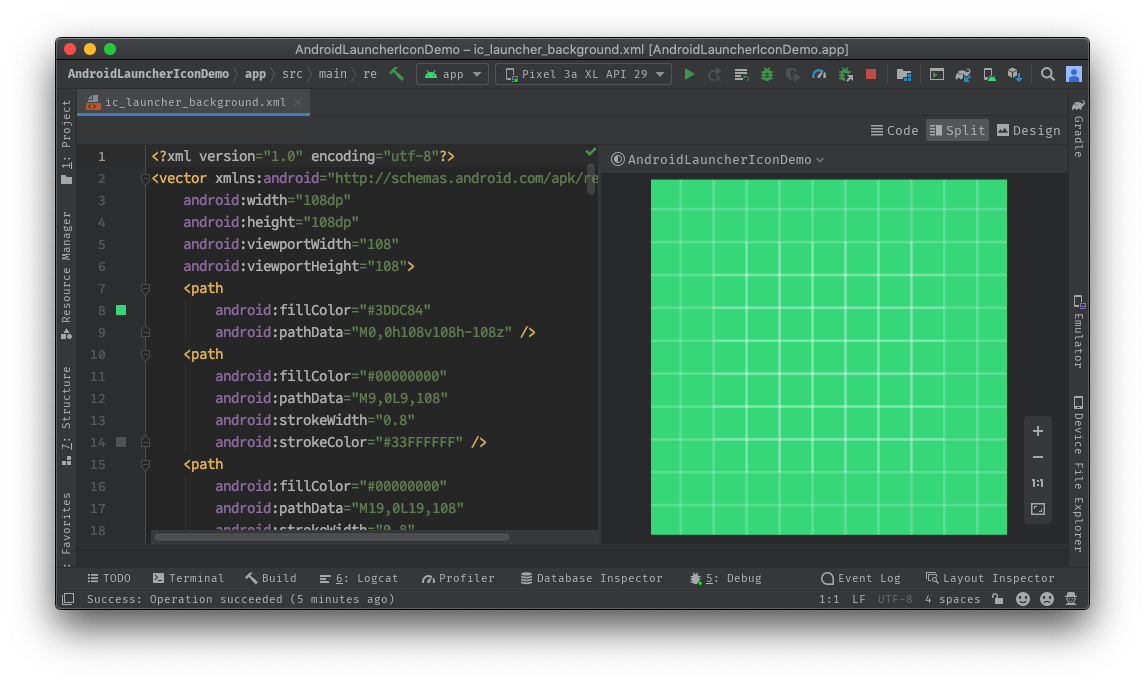 AndroidLauncherIconDemo – ic_launcher_background.xml [AndroidLauncherIconDemo.app]
AndroidLauncherIconDemo app src main re app Pixel 3a XL API 29
ic_launcher_background.xml
Code Split Design
AndroidLauncherIconDemo
1: Project
Resource Manager
7: Structure
: Favorites
1 <?xml version="1.0" encoding="utf-8"?>
2 <vector xmlns:android="http://schemas.android.com/apk/re
3 android:width="108dp"
4 android:height="108dp"
5 android:viewportWidth="108"
6 android:viewportHeight="108">
7 <path
8 android:fillColor="#3DDC84"
9 android:pathData="M0,0h108v108h-108z" />
10 <path
11 android:fillColor="#00000000"
12 android:pathData="M9,0L9,108"
13 android:strokeWidth="0.8"
14 android:strokeColor="#33FFFFFF" />
15 <path
16 android:fillColor="#00000000"
17 android:pathData="M19,0L19,108"
18 android:strokeWidth="0.8"
1:1
Gradle
Emulator
Device File Explorer
TODO Terminal Build 6: Logcat Profiler Database Inspector 5: Debug Event Log Layout Inspector
Success: Operation succeeded (5 minutes ago) 1:1 LF UTF-8 4 spaces